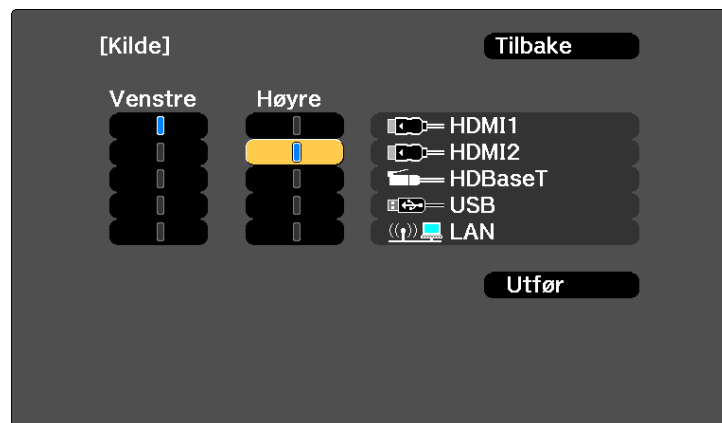 [Kilde] Tilbake
Venstre Høyre
HDMI1
HDMI2
HDBaseT
USB
LAN
Utfør